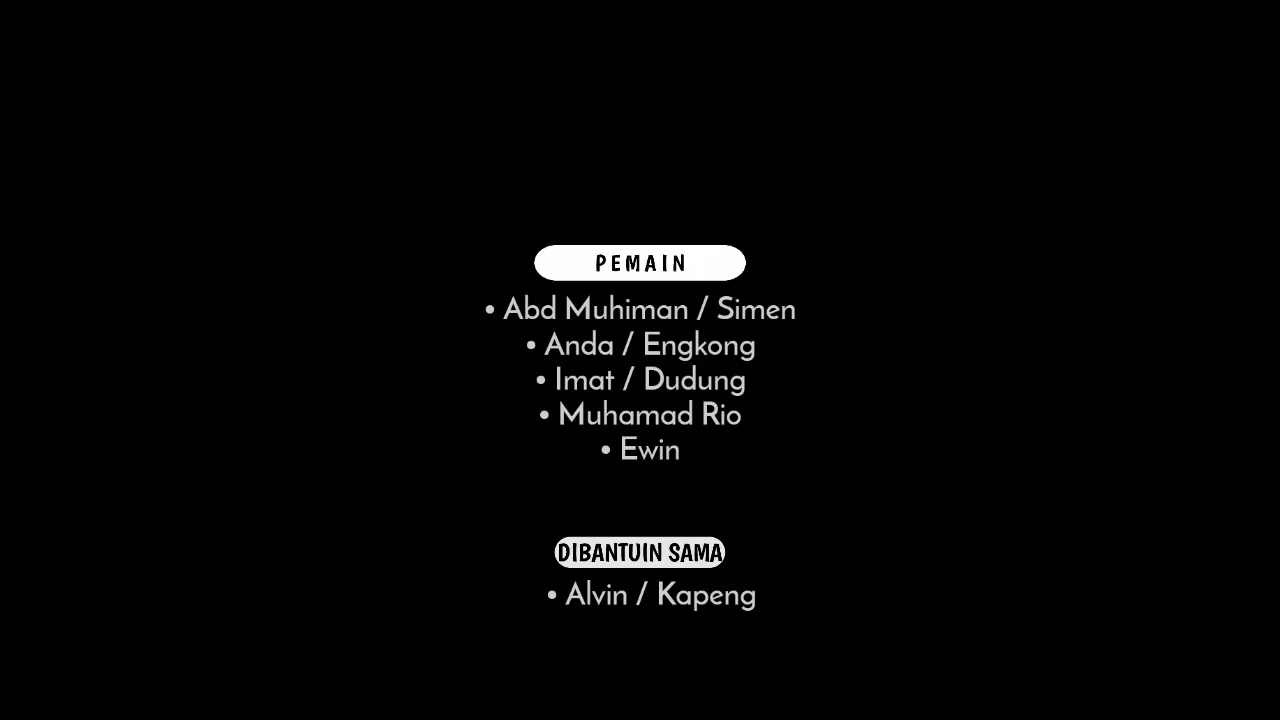 PEMAIN
• Abd Muhiman / Simen
• Anda / Engkong
• Imat / Dudung
• Muhamad Rio
• Ewin
DIBANTUIN SAMA
• Alvin / Kapeng